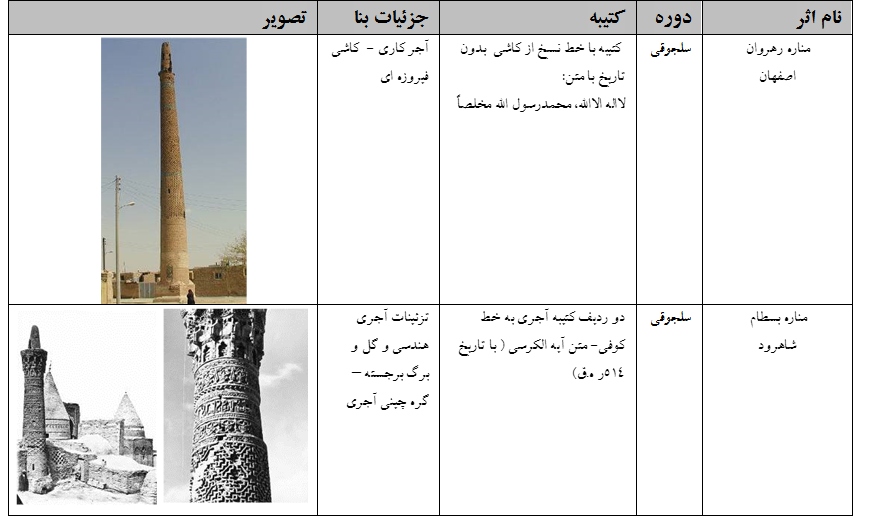 نام اثر
دوره
کتیبه
جزئیات بنا
تصویر
مناره رهروان
اصفهان
سلجوقی
کتیبه با خط نسخ از کاشی بدون
تاریخ با متن:
لااله الاالله، محمدرسول الله مخلصاً
آجرکاری - کاشی
فیروزه ای
مناره بسطام
شاهرود
سلجوقی
دو ردیف کتیبه آجری به خط
کوفی- متن آیه الکرسی ( با تاریخ
٥١٤ر ه.ق)
تزئینات آجری
هندسی و گل و
برگ برجسته –
گره چینی آجری